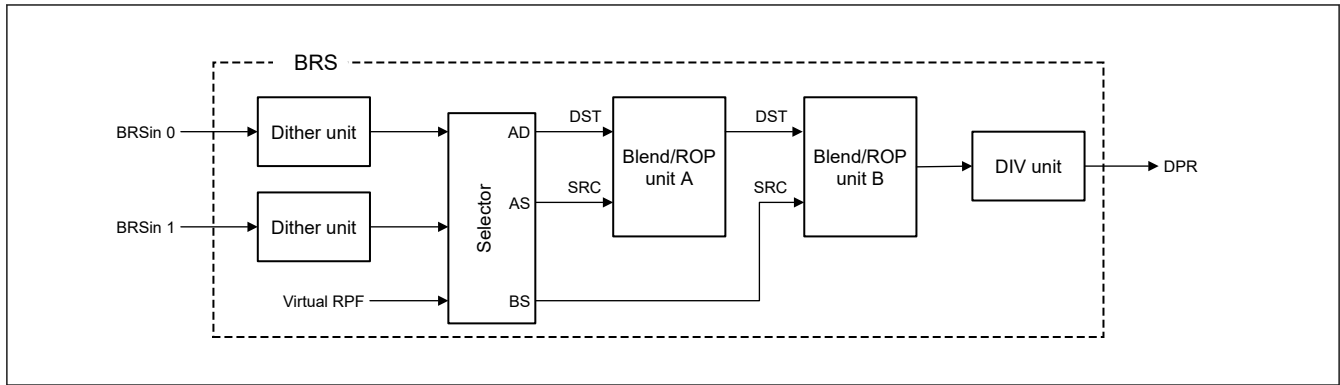 BRS
BRSin 0
Dither unit
AD
DST
Blend/ROP
unit A
DST
Blend/ROP
unit B
DIV unit
DPR
BRSin 1
Dither unit
Selector
AS
SRC
SRC
Virtual RPF
BS